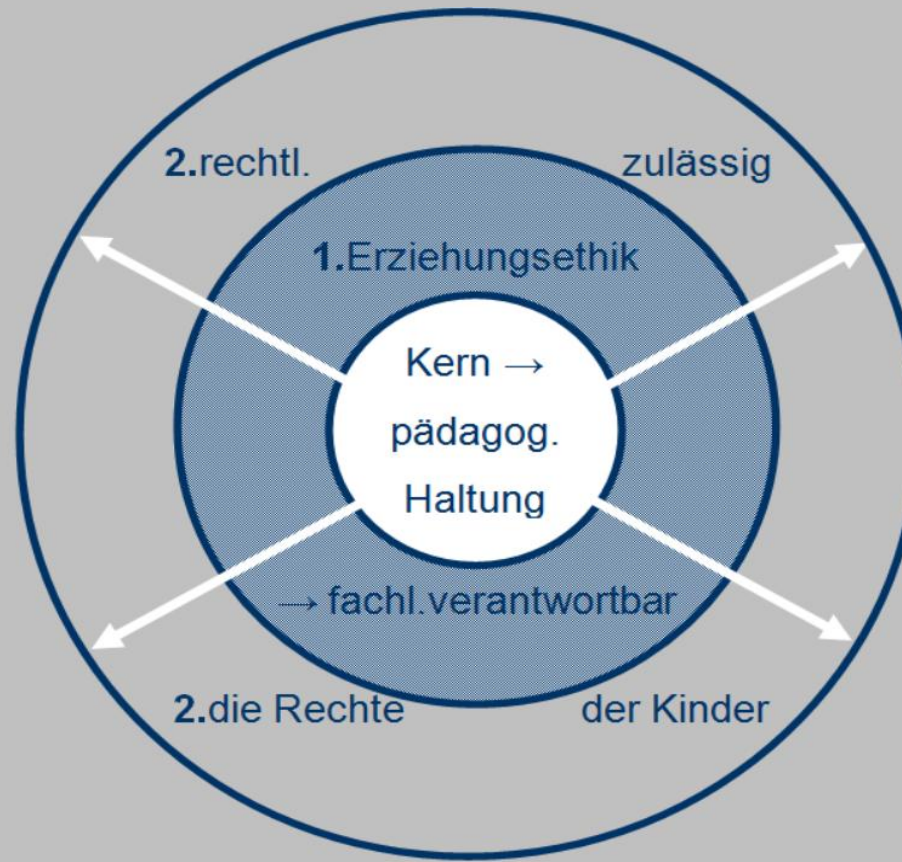 2.rechtl. zulässig
1.Erziehungsethik
Kern →
pädagog.
Haltung
→ fachl.verantwortbar
2.die Rechte der Kinder